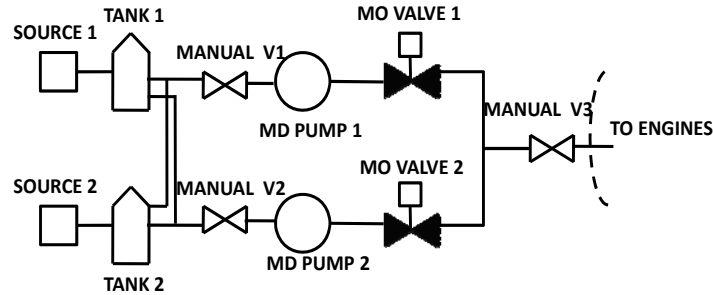 TANK 1
MO VALVE 1
SOURCE 1
MANUAL V1
MD PUMP 1
MANUAL V3
TO ENGINES
SOURCE 2
MANUAL V2
MO VALVE 2
MD PUMP 2
TANK 2